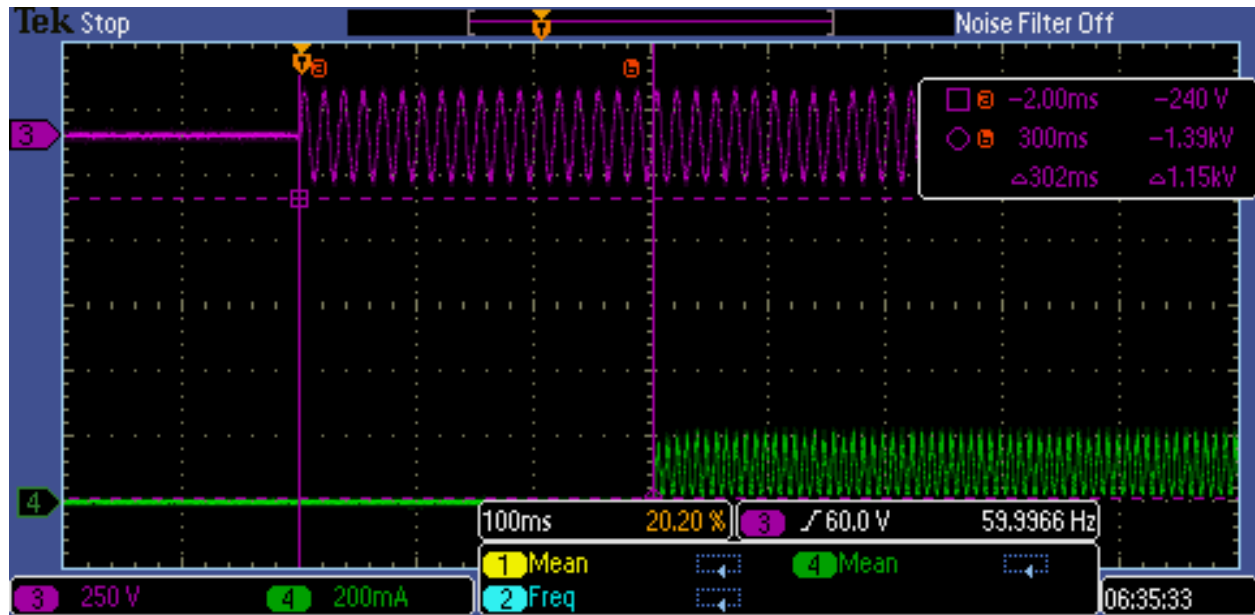 Tek Stop
Noise Filter Off
T
T
a
b
a −2.00ms −240 V
b 300ms −1.39kV
△302ms △1.15kV
3
4
100ms 20.20 % 3 60.0 V 59.9966 Hz
1 Mean 4 Mean
2 Freq
3 250 V 4 200mA
06:35:33